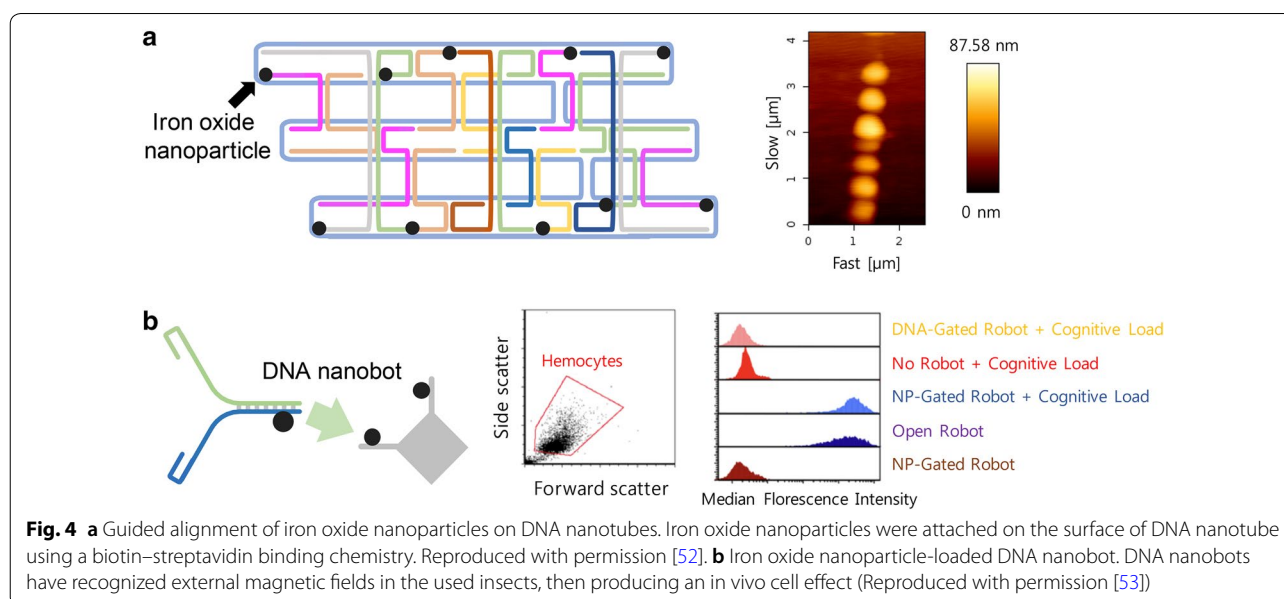 a
Iron oxide
nanoparticle
4
3
2
1
0
Slow [µm]
0 1 2
Fast [µm]
87.58 nm
0 nm
b
DNA nanobot
Side scatter
Hemocytes
Forward scatter
DNA-Gated Robot + Cognitive Load
No Robot + Cognitive Load
NP-Gated Robot + Cognitive Load
Open Robot
NP-Gated Robot
Median Florescence Intensity
Fig. 4 a Guided alignment of iron oxide nanoparticles on DNA nanotubes. Iron oxide nanoparticles were attached on the surface of DNA nanotube
using a biotin–streptavidin binding chemistry. Reproduced with permission [52]. b Iron oxide nanoparticle-loaded DNA nanobot. DNA nanobots
have recognized external magnetic fields in the used insects, then producing an in vivo cell effect (Reproduced with permission [53])